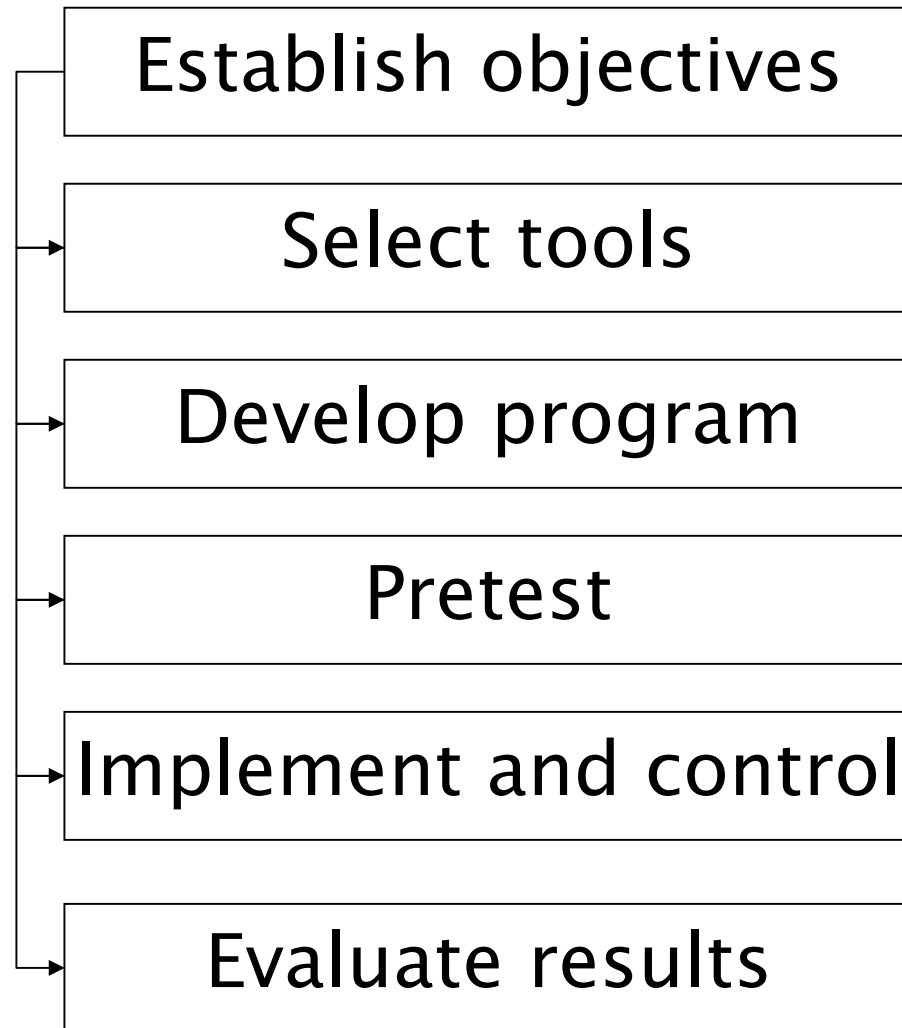 Establish objectives
Select tools
Develop program
Pretest
Implement and control
Evaluate results